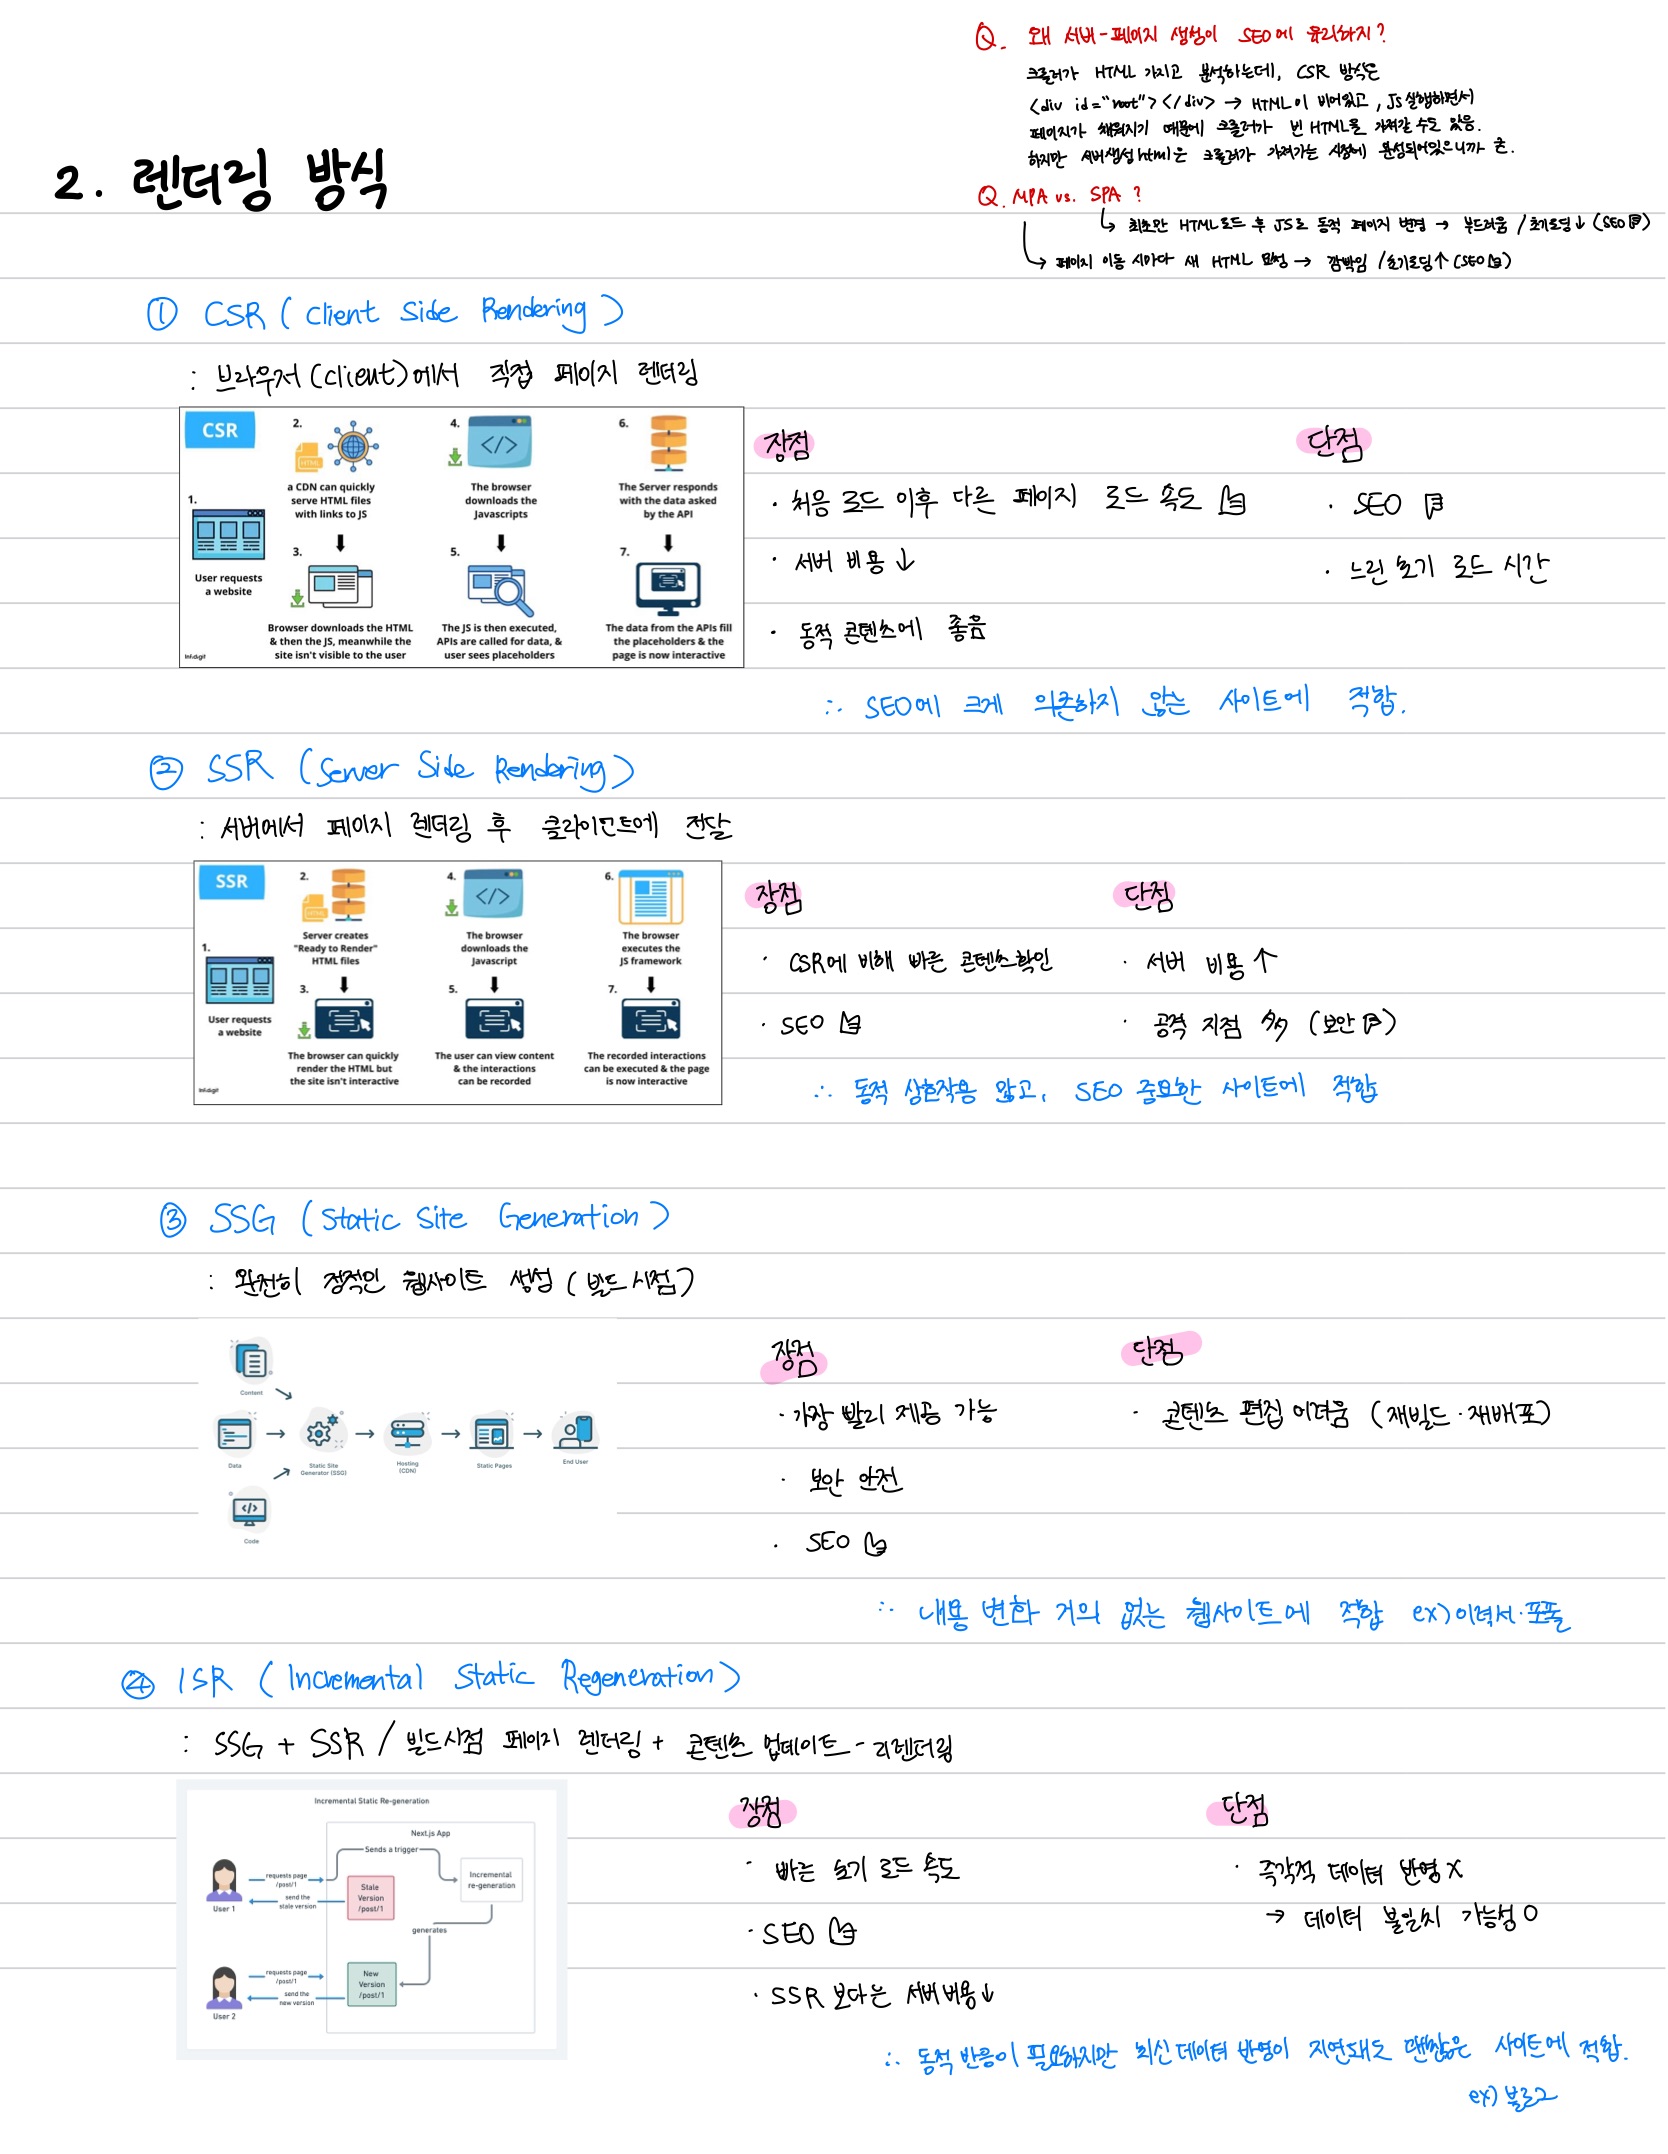 Q. 왜 서버-페이지 생성이 SEO에 유리하지?
크롤러가 HTML 가지고 분석하는데, CSR 방식은
<div id="root"></div> → HTML이 비어있고, JS 실행하면서
페이지가 채워지기 때문에 크롤러가 빈 HTML을 가져갈 수도 있음.
하지만 서버생성 html은 크롤러가 가져가는 시점에 완성되어있으니까 굳.
2. 렌더링 방식
Q. MPA vs. SPA ?
최초만 HTML로드 후 JS로 동적 페이지 변경 → 부드러움 / 초기로딩↓ (SEO 👎)
페이지 이동 시마다 새 HTML 요청 → 깜박임 / 초기로딩↑ (SEO 👍)
① CSR ( Client Side Rendering )
: 브라우저(client)에서 직접 페이지 렌더링
CSR
1.
User requests
a website
2.
a CDN can quickly
serve HTML files
with links to JS
3.
Browser downloads the HTML
& then the JS, meanwhile the
site isn't visible to the user
4.
The browser
downloads the
Javascripts
5.
The JS is then executed,
APIs are called for data, &
user sees placeholders
6.
The Server responds
with the data asked
by the API
7.
The data from the APIs fill
the placeholders & the
page is now interactive
HTML
Infidigit
장점
· 처음 로드 이후 다른 페이지 로드 속도 👍
· 서버 비용 ↓
· 동적 콘텐츠에 좋음
단점
· SEO 👎
· 느린 초기 로드 시간
∴ SEO에 크게 의존하지 않는 사이트에 적합.
② SSR ( Server Side Rendering )
: 서버에서 페이지 렌더링 후 클라이언트에 전달
SSR
1.
User requests
a website
2.
Server creates
"Ready to Render"
HTML files
3.
The browser can quickly
render the HTML but
the site isn't interactive
4.
The browser
downloads the
Javascript
5.
The user can view content
& the interactions
can be recorded
6.
The browser
executes the
JS framework
7.
The recorded interactions
can be executed & the page
is now interactive
HTML
Infidigit
장점
· CSR에 비해 빠른 콘텐츠확인
· SEO 👍
단점
· 서버 비용 ↑
· 공격 지점 多 (보안 👎)
∴ 동적 상호작용 많고, SEO 중요한 사이트에 적합
③ SSG ( Static Site Generation )
: 완전히 정적인 웹사이트 생성 ( 빌드 시점 )
Content
Data
Code
Static Site
Generator (SSG)
Hosting
(CDN)
Static Pages
End User
장점
· 가장 빨리 제공 가능
· 보안 안전
· SEO 👍
단점
· 콘텐츠 편집 어려움 (재빌드·재배포)
∴ 내용 변화 거의 없는 웹사이트에 적합 ex) 이력서·포폴
④ ISR ( Incremental Static Regeneration )
: SSG + SSR / 빌드시점 페이지 렌더링 + 콘텐츠 업데이트 - 리렌더링
Incremental Static Re-generation
Next.js App
Sends a trigger
requests page
/post/1
send the
stale version
User 1
Stale
Version
/post/1
Incremental
re-generation
generates
requests page
/post/1
send the
new version
User 2
New
Version
/post/1
장점
· 빠른 초기 로드 속도
· SEO 👍
· SSR 보다는 서버비용↓
단점
· 즉각적 데이터 반영 X
→ 데이터 불일치 가능성 O
∴ 동적 반응이 필요하지만 최신 데이터 반영이 지연돼도 괜찮은 사이트에 적합.
ex) 블로그